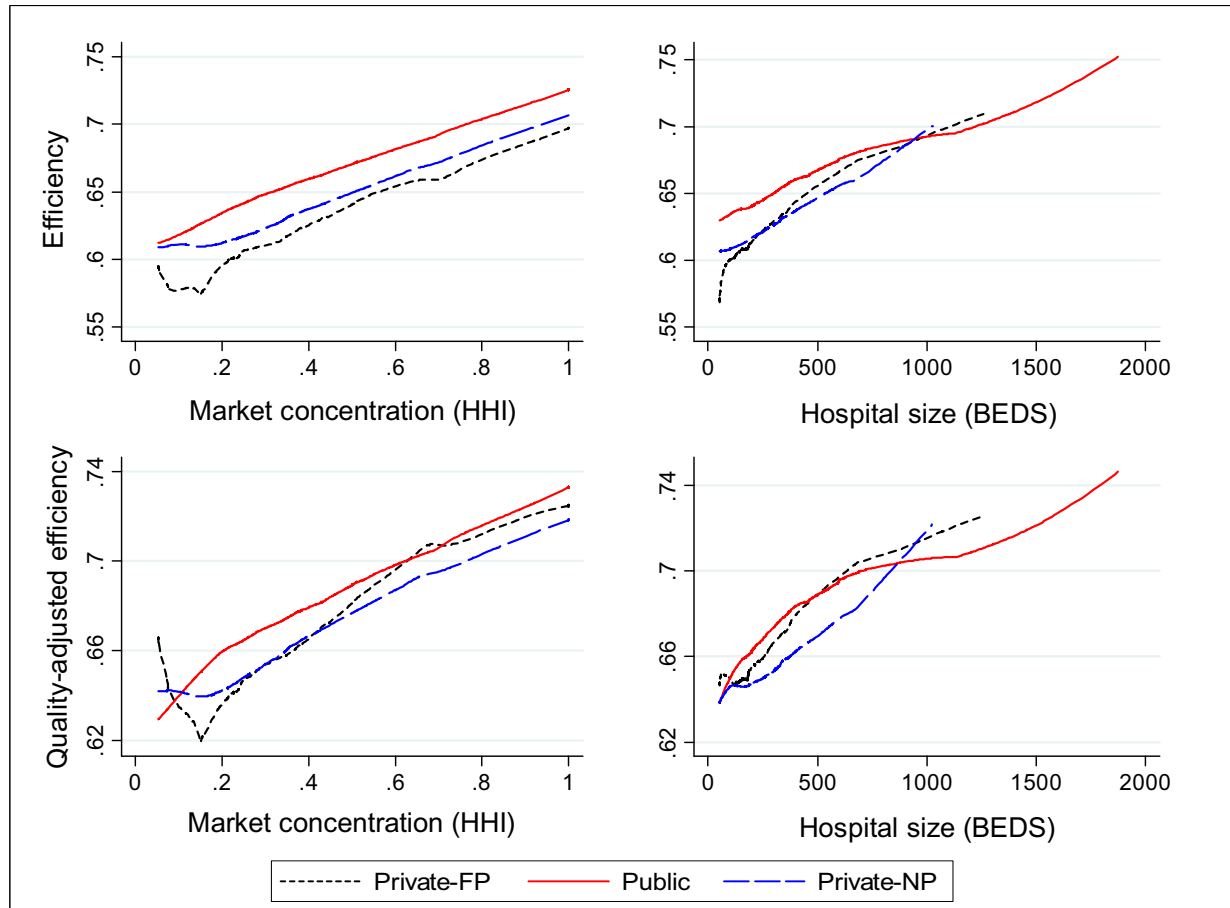 Efficiency
.75
.7
.65
.6
.55
0 .2 .4 .6 .8 1
Market concentration (HHI)
.75
.7
.65
.6
.55
0 500 1000 1500 2000
Hospital size (BEDS)
Quality-adjusted efficiency
.74
.7
.66
.62
0 .2 .4 .6 .8 1
Market concentration (HHI)
.74
.7
.66
.62
0 500 1000 1500 2000
Hospital size (BEDS)
Private-FP Public Private-NP